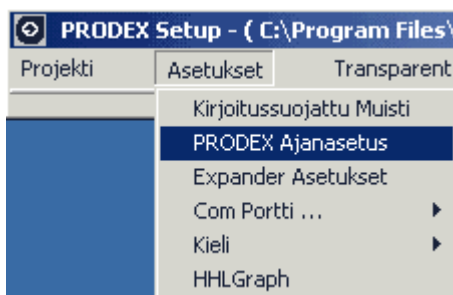 PRODEX Setup - ( C:\Program Files\
Projekti Asetukset Transparent
Kirjoitussuojattu Muisti
PRODEX Ajanasetus
Expander Asetukset
Com Portti ...
Kieli
HHLGraph